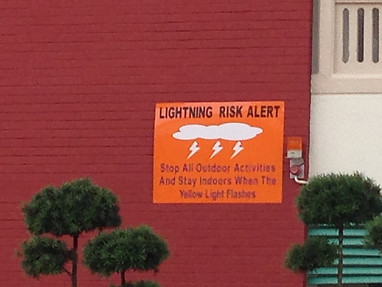 LIGHTNING RISK ALERT
Stop All Outdoor Activities
And Stay Indoors When The
Yellow Light Flashes